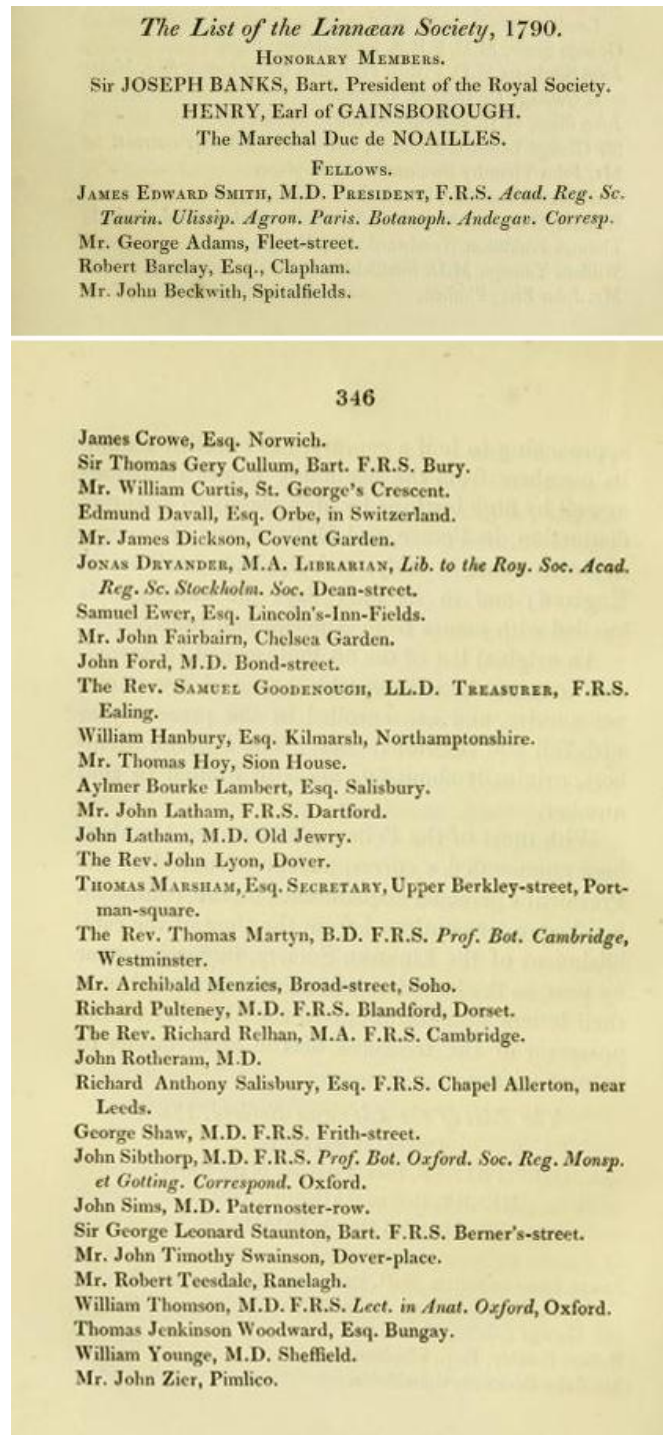 The List of the Linnæan Society, 1790.
Honorary Members.
Sir JOSEPH BANKS, Bart. President of the Royal Society.
HENRY, Earl of GAINSBOROUGH.
The Marechal Duc de NOAILLES.
Fellows.
James Edward Smith, M.D. President, F.R.S. Acad. Reg. Sc.
Taurin. Ulissip. Agron. Paris. Botanoph. Andegav. Corresp.
Mr. George Adams, Fleet-street.
Robert Barclay, Esq., Clapham.
Mr. John Beckwith, Spitalfields.
346
James Crowe, Esq. Norwich.
Sir Thomas Gery Cullum, Bart. F.R.S. Bury.
Mr. William Curtis, St. George's Crescent.
Edmund Davall, Esq. Orbe, in Switzerland.
Mr. James Dickson, Covent Garden.
Jonas Dryander, M.A. Librarian, Lib. to the Roy. Soc. Acad.
Reg. Sc. Stockholm. Soc. Dean-street.
Samuel Ewer, Esq. Lincoln's-Inn-Fields.
Mr. John Fairbairn, Chelsea Garden.
John Ford, M.D. Bond-street.
The Rev. Samuel Goodenough, LL.D. Treasurer, F.R.S.
Ealing.
William Hanbury, Esq. Kilmarsh, Northamptonshire.
Mr. Thomas Hoy, Sion House.
Aylmer Bourke Lambert, Esq. Salisbury.
Mr. John Latham, F.R.S. Dartford.
John Latham, M.D. Old Jewry.
The Rev. John Lyon, Dover.
Thomas Marsham, Esq. Secretary, Upper Berkley-street, Port-
man-square.
The Rev. Thomas Martyn, B.D. F.R.S. Prof. Bot. Cambridge,
Westminster.
Mr. Archibald Menzies, Broad-street, Soho.
Richard Pulteney, M.D. F.R.S. Blandford, Dorset.
The Rev. Richard Relhan, M.A. F.R.S. Cambridge.
John Rotheram, M.D.
Richard Anthony Salisbury, Esq. F.R.S. Chapel Allerton, near
Leeds.
George Shaw, M.D. F.R.S. Frith-street.
John Sibthorp, M.D. F.R.S. Prof. Bot. Oxford. Soc. Reg. Monsp.
et Gotting. Correspond. Oxford.
John Sims, M.D. Paternoster-row.
Sir George Leonard Staunton, Bart. F.R.S. Berner's-street.
Mr. John Timothy Swainson, Dover-place.
Mr. Robert Teesdale, Ranelagh.
William Thomson, M.D. F.R.S. Lect. in Anat. Oxford, Oxford.
Thomas Jenkinson Woodward, Esq. Bungay.
William Younge, M.D. Sheffield.
Mr. John Zier, Pimlico.